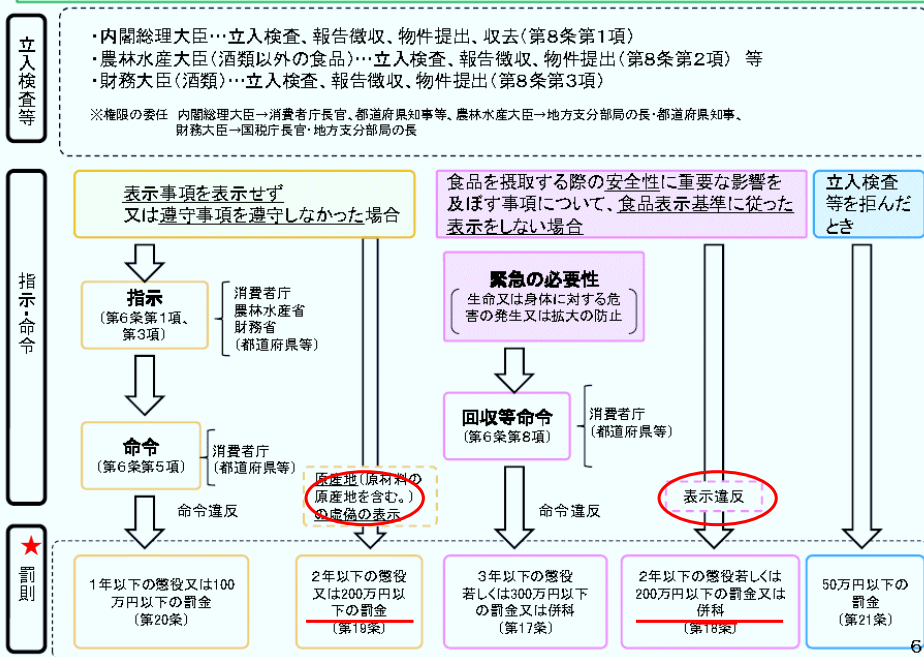 立入検査等
・内閣総理大臣…立入検査、報告徴収、物件提出、収去(第8条第1項)
・農林水産大臣(酒類以外の食品)…立入検査、報告徴収、物件提出(第8条第2項) 等
・財務大臣(酒類)…立入検査、報告徴収、物件提出(第8条第3項)
※権限の委任 内閣総理大臣→消費者庁長官、都道府県知事等、農林水産大臣→地方支分部局の長・都道府県知事、
財務大臣→国税庁長官・地方支分部局の長
指示・命令
表示事項を表示せず
又は遵守事項を遵守しなかった場合
食品を摂取する際の安全性に重要な影響を
及ぼす事項について、食品表示基準に従った
表示をしない場合
立入検査
等を拒んだ
とき
指示
(第6条第1項、
第3項)
消費者庁
農林水産省
財務省
(都道府県等)
緊急の必要性
生命又は身体に対する危
害の発生又は拡大の防止
命令
(第6条第5項)
消費者庁
(都道府県等)
回収等命令
(第6条第8項)
消費者庁
(都道府県等)
原産地(原材料の
原産地を含む。)
の虚偽の表示
表示違反
命令違反
命令違反
★
罰則
1年以下の懲役又は100
万円以下の罰金
(第20条)
2年以下の懲役
又は200万円以
下の罰金
(第19条)
3年以下の懲役
若しくは300万円以下
の罰金又は併科
(第17条)
2年以下の懲役若しくは
200万円以下の罰金又は
併科
(第18条)
50万円以下の
罰金
(第21条)
6